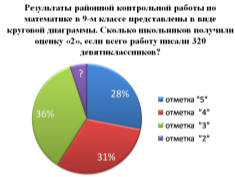 Результаты районной контрольной работы по
математике в 9-м классе представлены в виде
круговой диаграммы. Сколько школьников получили
оценку «2», если всего работу писали 320
девятиклассников?
?
28%
36%
31%
отметка "5"
отметка "4"
отметка "3"
отметка "2"